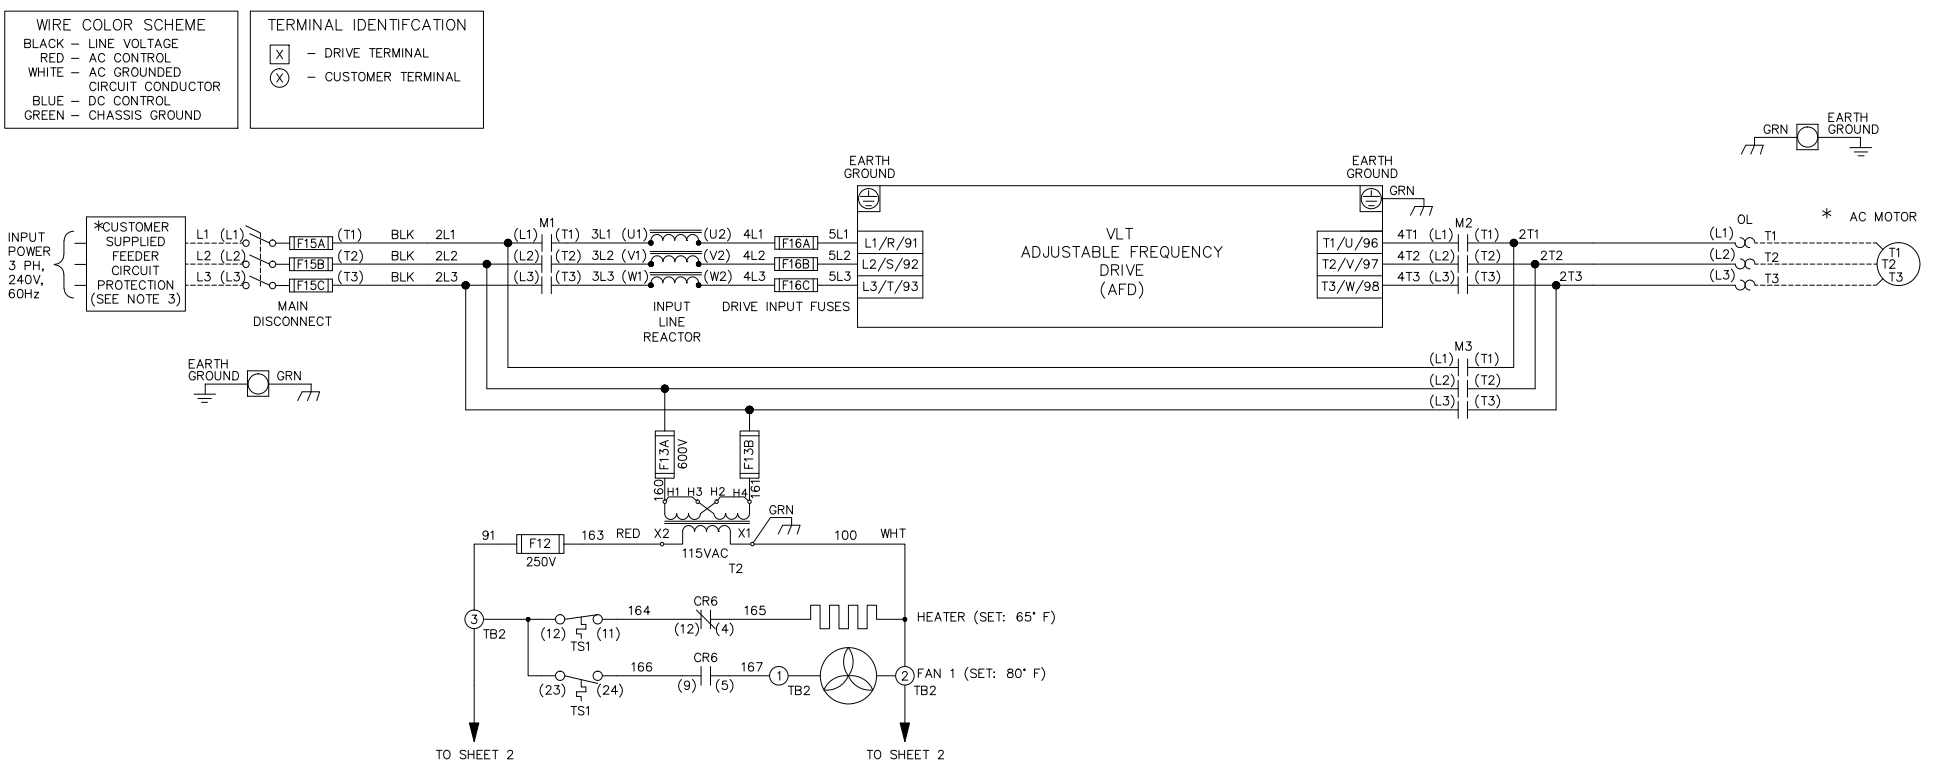 WIRE COLOR SCHEME
BLACK – LINE VOLTAGE
RED – AC CONTROL
WHITE – AC GROUNDED
CIRCUIT CONDUCTOR
BLUE – DC CONTROL
GREEN – CHASSIS GROUND
TERMINAL IDENTIFCATION
X – DRIVE TERMINAL
X – CUSTOMER TERMINAL
GRN
EARTH
GROUND
EARTH
GROUND
EARTH
GROUND
GRN
INPUT
POWER
3 PH,
240V,
60Hz
*CUSTOMER
SUPPLIED
FEEDER
CIRCUIT
PROTECTION
(SEE NOTE 3)
L1 (L1) F15A (T1) BLK 2L1 (L1) M1 (T1) 3L1 (U1) (U2) 4L1 F16A 5L1 L1/R/91
L2 (L2) F15B (T2) BLK 2L2 (L2) (T2) 3L2 (V1) (V2) 4L2 F16B 5L2 L2/S/92
L3 (L3) F15C (T3) BLK 2L3 (L3) (T3) 3L3 (W1) (W2) 4L3 F16C 5L3 L3/T/93
MAIN
DISCONNECT
INPUT
LINE
REACTOR
DRIVE INPUT FUSES
VLT
ADJUSTABLE FREQUENCY
DRIVE
(AFD)
T1/U/96 4T1 (L1) M2 (T1) 2T1 (L1) OL T1
T2/V/97 4T2 (L2) (T2) 2T2 (L2) T2
T3/W/98 4T3 (L3) (T3) 2T3 (L3) T3
* AC MOTOR
T1
T2
T3
EARTH
GROUND
GRN
M3
(L1) (T1)
(L2) (T2)
(L3) (T3)
F13A
600V
F13B
160
161
H1 H3 H2 H4
GRN
91 F12 163 RED X2 X1 100 WHT
250V
115VAC
T2
3
TB2
(12) (11)
TS1
164
CR6
(12) (4)
165
HEATER (SET: 65° F)
(23) (24)
TS1
166
CR6
(9) (5)
167
1
TB2
2
TB2
FAN 1 (SET: 80° F)
TO SHEET 2
TO SHEET 2